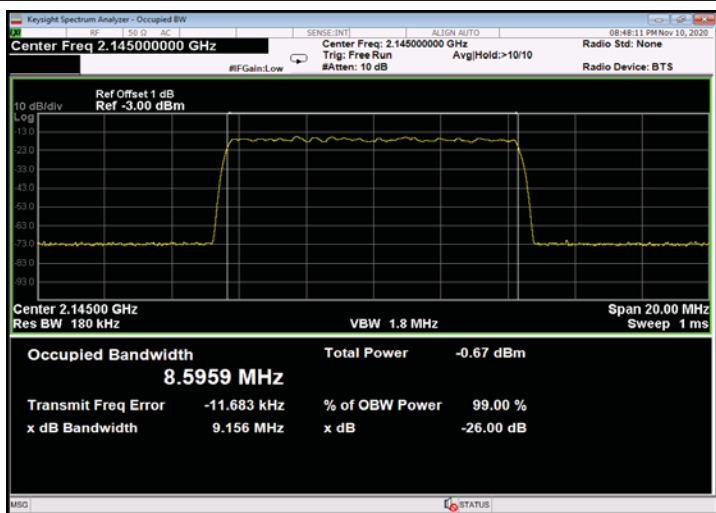 Keysight Spectrum Analyzer - Occupied BW
RF 50 Ω AC SENSE:INT ALIGN AUTO 08:48:11 PM Nov 10, 2020
Center Freq 2.145000000 GHz Center Freq: 2.145000000 GHz Radio Std: None
Trig: Free Run Avg|Hold:>10/10
#IFGain:Low #Atten: 10 dB Radio Device: BTS
Ref Offset 1 dB
10 dB/div Ref -3.00 dBm
Log
-13.0
-23.0
-33.0
-43.0
-53.0
-63.0
-73.0
-83.0
-93.0
Center 2.14500 GHz Span 20.00 MHz
Res BW 180 kHz VBW 1.8 MHz Sweep 1 ms
Occupied Bandwidth Total Power -0.67 dBm
8.5959 MHz
Transmit Freq Error -11.683 kHz % of OBW Power 99.00 %
x dB Bandwidth 9.156 MHz x dB -26.00 dB
MSG STATUS